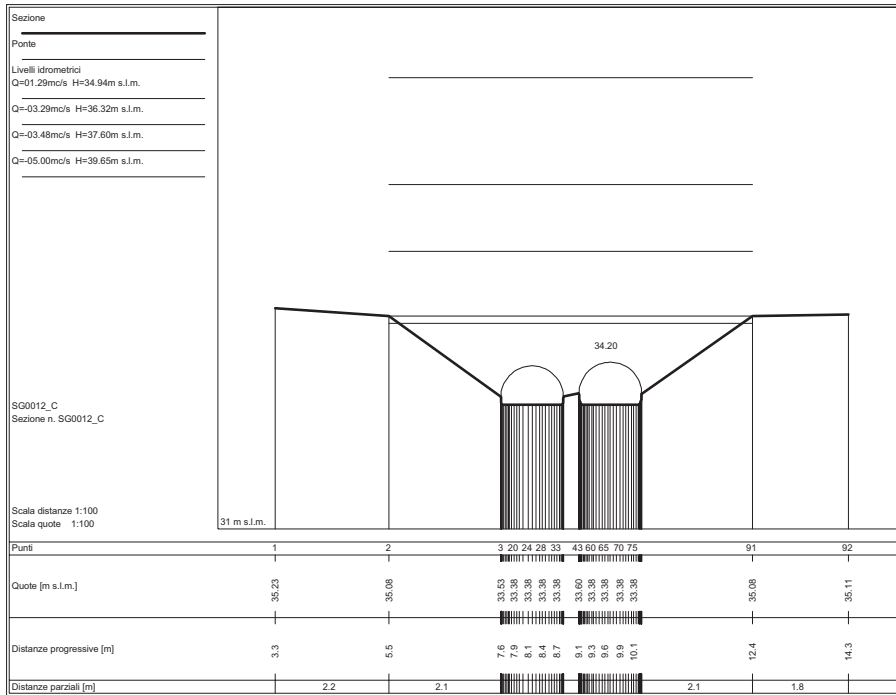 Sezione
Ponte
Livelli idrometrici
Q=01.29mc/s H=34.94m s.l.m.
Q=-03.29mc/s H=36.32m s.l.m.
Q=-03.48mc/s H=37.60m s.l.m.
Q=-05.00mc/s H=39.65m s.l.m.
34.20
SG0012_C
Sezione n. SG0012_C
Scala distanze 1:100
Scala quote 1:100
31 m s.l.m.
Punti 1 2 3 20 24 28 33 43 60 65 70 75 91 92
Quote [m s.l.m.] 35.23 35.08 33.53 33.38 33.38 33.38 33.38 33.60 33.38 33.38 33.38 33.38 35.08 35.11
Distanze progressive [m] 3.3 5.5 7.6 7.9 8.1 8.4 8.7 9.1 9.3 9.6 9.9 10.1 12.4 14.3
Distanze parziali [m] 2.2 2.1 2.1 1.8